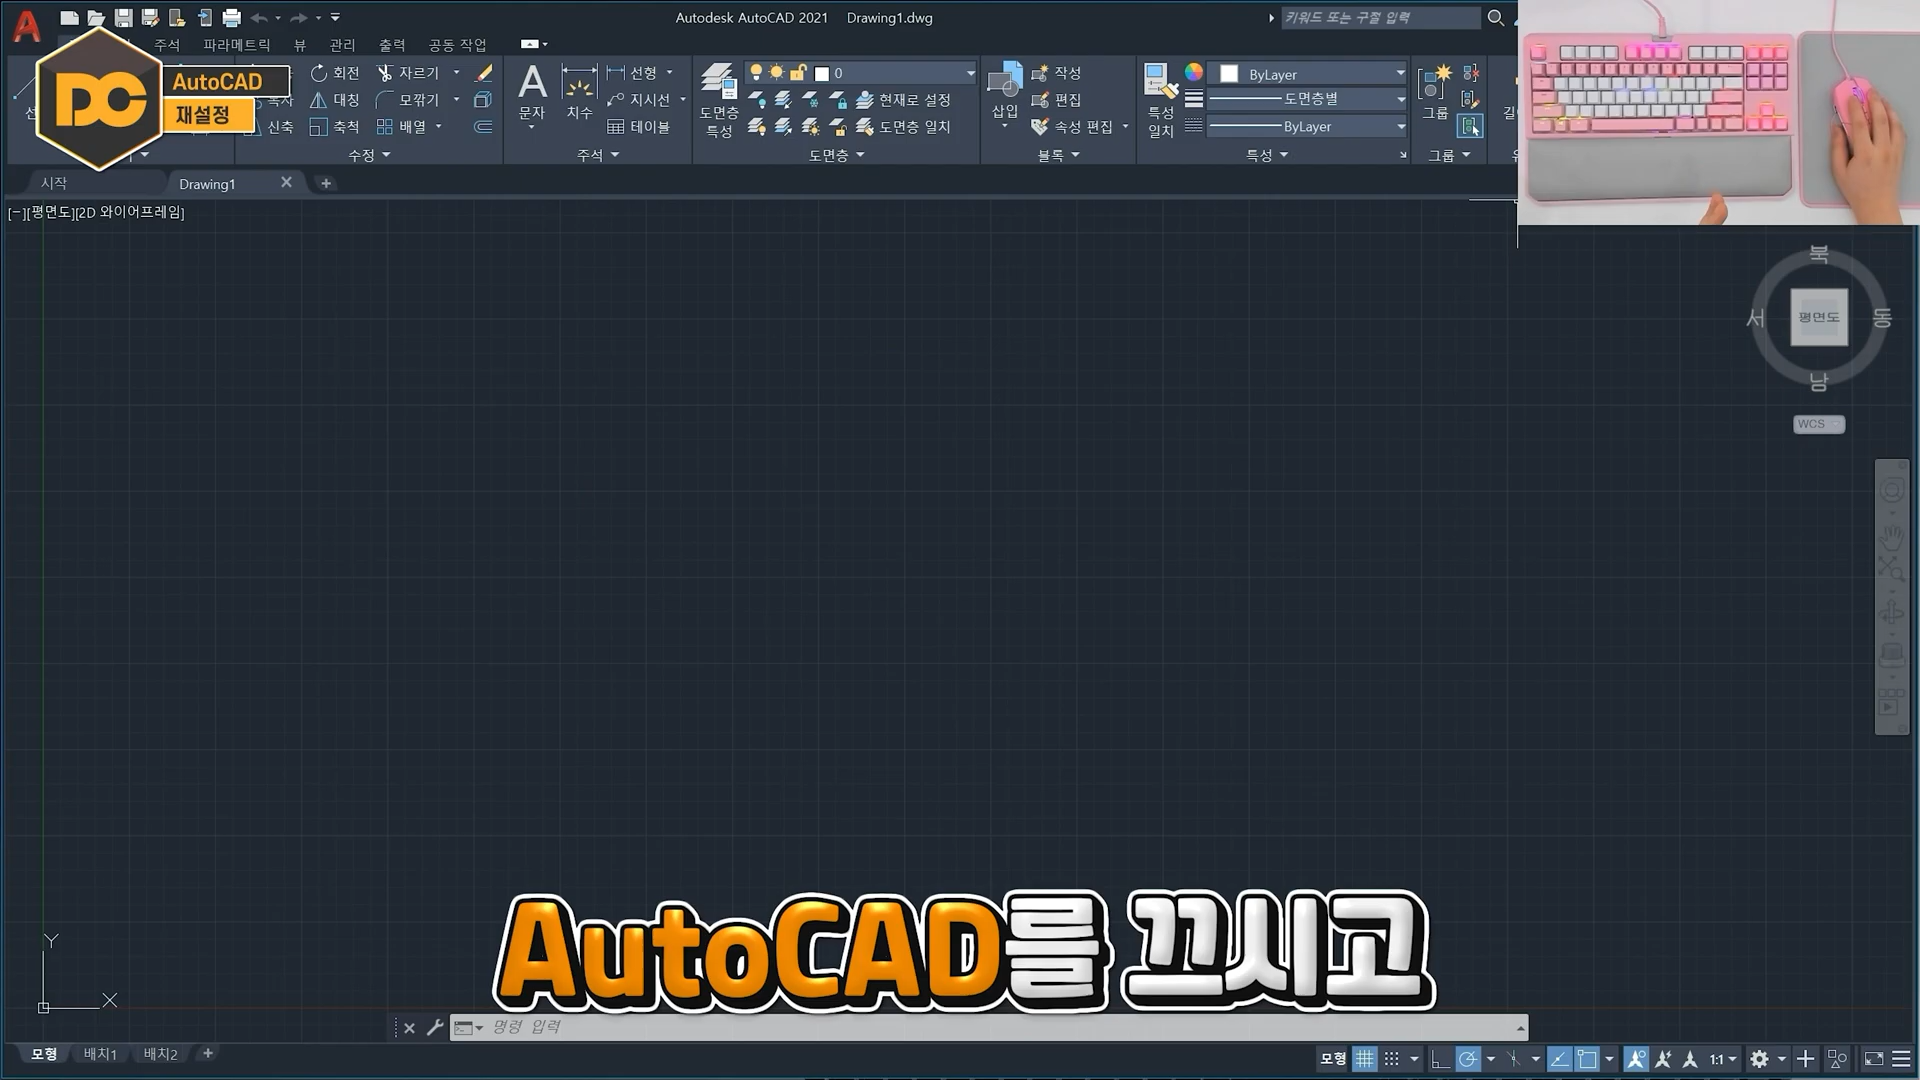 Autodesk AutoCAD 2021 Drawing1.dwg
키워드 또는 구절 입력
주석 파라메트릭 뷰 관리 출력 공동 작업
DC
AutoCAD
재설정
회전 자르기
대칭 모깎기
신축 축척 배열
수정
문자 치수
선형
지시선
테이블
주석
도면층
특성
0
현재로 설정
도면층 일치
도면층
삽입
작성
편집
속성 편집
블록
특성
일치
ByLayer
도면층별
ByLayer
특성
그룹
그룹
시작 Drawing1
[-][평면도][2D 와이어프레임]
북
서 평면도 동
남
WCS
Y
X
AutoCAD를 끄시고
명령 입력
모형 배치1 배치2
모형 1:1